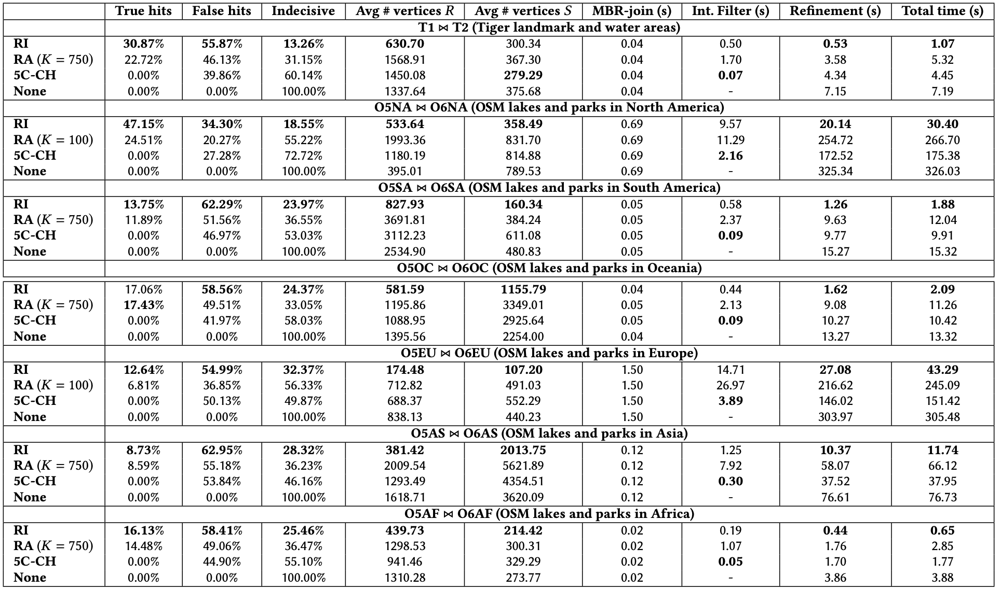 True hits False hits Indecisive Avg # vertices R Avg # vertices S MBR-join (s) Int. Filter (s) Refinement (s) Total time (s)
T1 ⋈ T2 (Tiger landmark and water areas)
RI 30.87% 55.87% 13.26% 630.70 300.34 0.04 0.50 0.53 1.07
RA (K = 750) 22.72% 46.13% 31.15% 1568.91 367.30 0.04 1.70 3.58 5.32
5C-CH 0.00% 39.86% 60.14% 1450.08 279.29 0.04 0.07 4.34 4.45
None 0.00% 0.00% 100.00% 1337.64 375.68 0.04 - 7.15 7.19
O5NA ⋈ O6NA (OSM lakes and parks in North America)
RI 47.15% 34.30% 18.55% 533.64 358.49 0.69 9.57 20.14 30.40
RA (K = 100) 24.51% 20.27% 55.22% 1993.36 831.70 0.69 11.29 254.72 266.70
5C-CH 0.00% 27.28% 72.72% 1180.19 814.88 0.69 2.16 172.52 175.38
None 0.00% 0.00% 100.00% 395.01 789.53 0.69 - 325.34 326.03
O5SA ⋈ O6SA (OSM lakes and parks in South America)
RI 13.75% 62.29% 23.97% 827.93 160.34 0.05 0.58 1.26 1.88
RA (K = 750) 11.89% 51.56% 36.55% 3691.81 384.24 0.05 2.37 9.63 12.04
5C-CH 0.00% 46.97% 53.03% 3112.23 611.08 0.05 0.09 9.77 9.91
None 0.00% 0.00% 100.00% 2534.90 480.83 0.05 - 15.27 15.32
O5OC ⋈ O6OC (OSM lakes and parks in Oceania)
RI 17.06% 58.56% 24.37% 581.59 1155.79 0.04 0.44 1.62 2.09
RA (K = 750) 17.43% 49.51% 33.05% 1195.86 3349.01 0.05 2.13 9.08 11.26
5C-CH 0.00% 41.97% 58.03% 1088.95 2925.64 0.05 0.09 10.27 10.42
None 0.00% 0.00% 100.00% 1395.56 2254.00 0.04 - 13.27 13.32
O5EU ⋈ O6EU (OSM lakes and parks in Europe)
RI 12.64% 54.99% 32.37% 174.48 107.20 1.50 14.71 27.08 43.29
RA (K = 100) 6.81% 36.85% 56.33% 712.82 491.03 1.50 26.97 216.62 245.09
5C-CH 0.00% 50.13% 49.87% 688.37 552.29 1.50 3.89 146.02 151.42
None 0.00% 0.00% 100.00% 838.13 440.23 1.50 - 303.97 305.48
O5AS ⋈ O6AS (OSM lakes and parks in Asia)
RI 8.73% 62.95% 28.32% 381.42 2013.75 0.12 1.25 10.37 11.74
RA (K = 750) 8.59% 55.18% 36.23% 2009.54 5621.89 0.12 7.92 58.07 66.12
5C-CH 0.00% 53.84% 46.16% 1293.49 4354.51 0.12 0.30 37.52 37.95
None 0.00% 0.00% 100.00% 1618.71 3620.09 0.12 - 76.61 76.73
O5AF ⋈ O6AF (OSM lakes and parks in Africa)
RI 16.13% 58.41% 25.46% 439.73 214.42 0.02 0.19 0.44 0.65
RA (K = 750) 14.48% 49.06% 36.47% 1298.53 300.31 0.02 1.07 1.76 2.85
5C-CH 0.00% 44.90% 55.10% 941.46 329.29 0.02 0.05 1.70 1.77
None 0.00% 0.00% 100.00% 1310.28 273.77 0.02 - 3.86 3.88